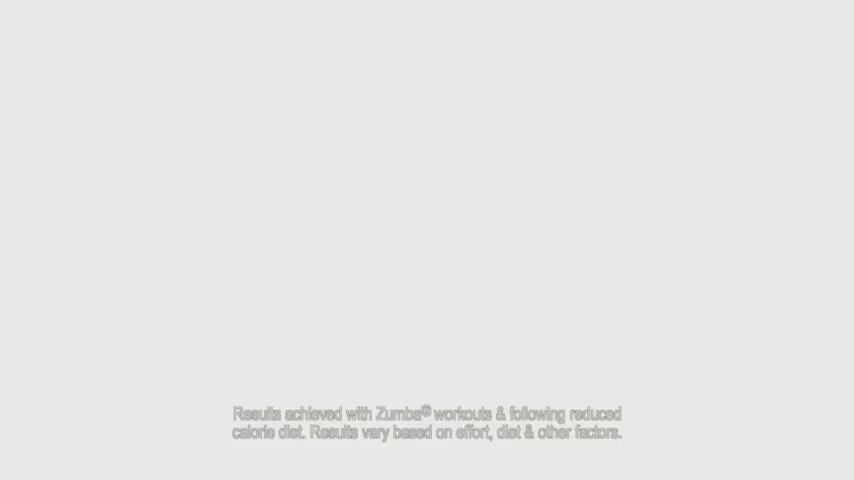 Results achieved with Zumba® workouts & following reduced
calorie diet. Results vary based on effort, diet & other factors.